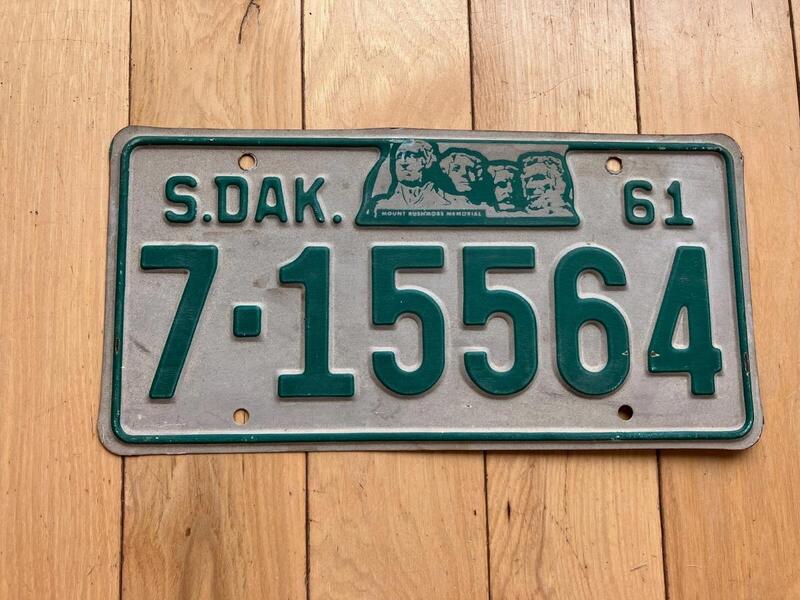 S.DAK. 61
MOUNT RUSHMORE MEMORIAL
7·15564